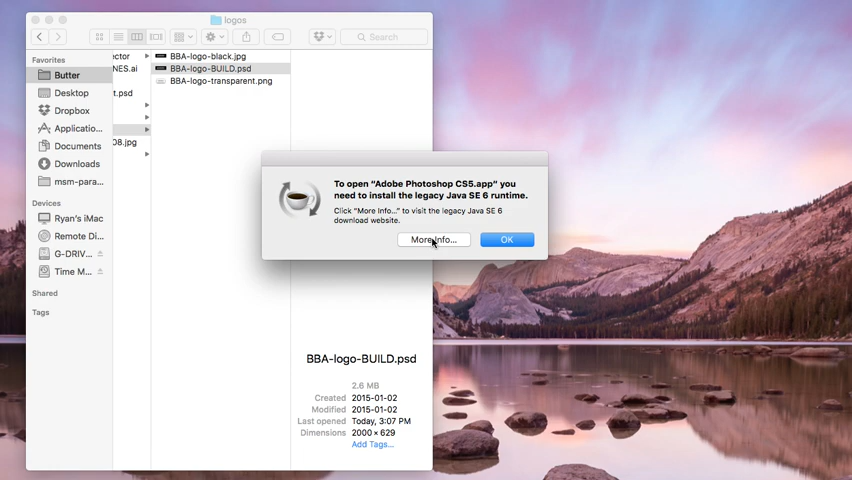 logos
Search
Favorites
Butter
Desktop
Dropbox
Applicatio...
Documents
Downloads
msm-para...
Devices
Ryan's iMac
Remote Di...
G-DRIV...
Time M...
Shared
Tags
ctor
NES.ai
t.psd
08.jpg
BBA-logo-black.jpg
BBA-logo-BUILD.psd
BBA-logo-transparent.png
To open “Adobe Photoshop CS5.app” you
need to install the legacy Java SE 6 runtime.
Click “More Info...” to visit the legacy Java SE 6
download website.
More Info...
OK
BBA-logo-BUILD.psd
2.6 MB
Created 2015-01-02
Modified 2015-01-02
Last opened Today, 3:07 PM
Dimensions 2000 × 629
Add Tags...